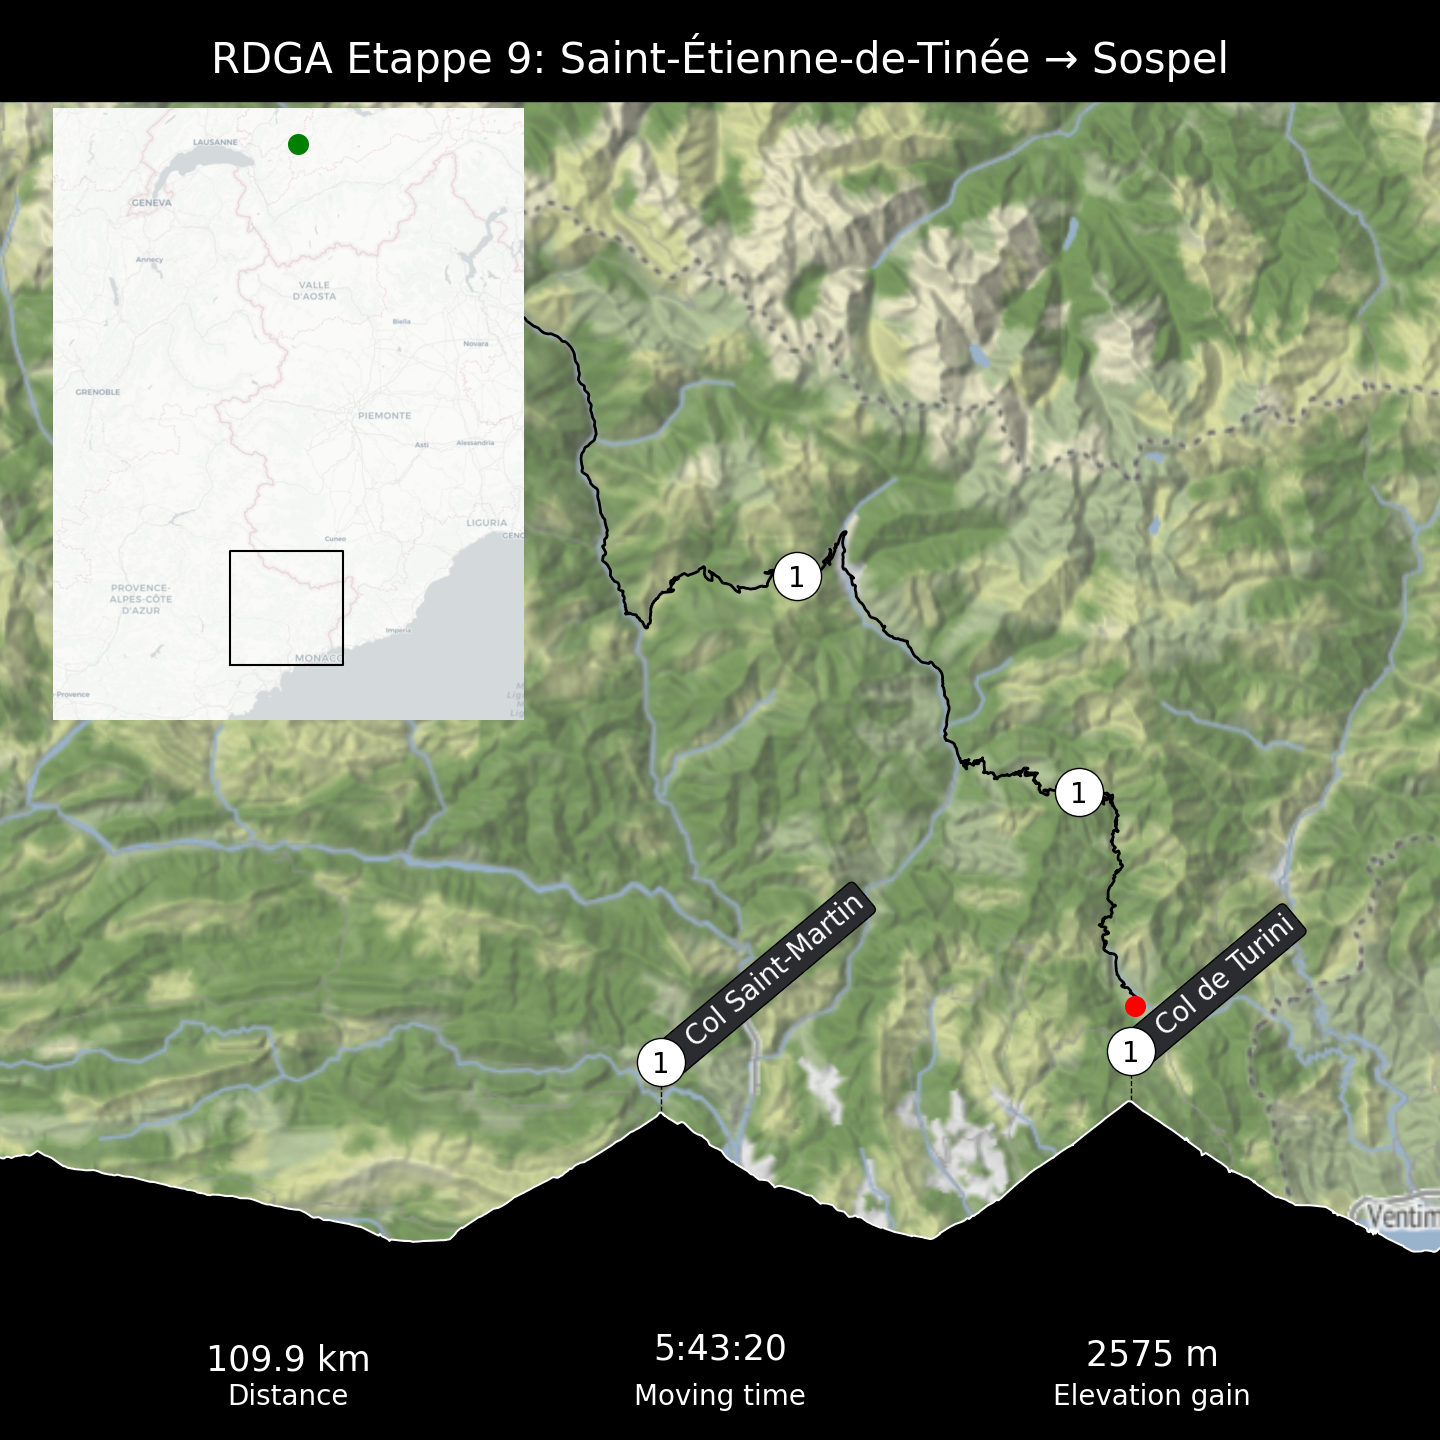 RDGA Etappe 9: Saint-Étienne-de-Tinée → Sospel
LAUSANNE
GENEVA
Annecy
VALLE
D'AOSTA
Biella
Novara
GRENOBLE
PIEMONTE
Asti
Alessandria
LIGURIA
Cuneo
GENO
PROVENCE-
ALPES-CÔTE
D'AZUR
Imperia
MONACO
Provence
1
1
Col Saint-Martin
1
Col de Turini
1
Ventim
109.9 km
Distance
5:43:20
Moving time
2575 m
Elevation gain